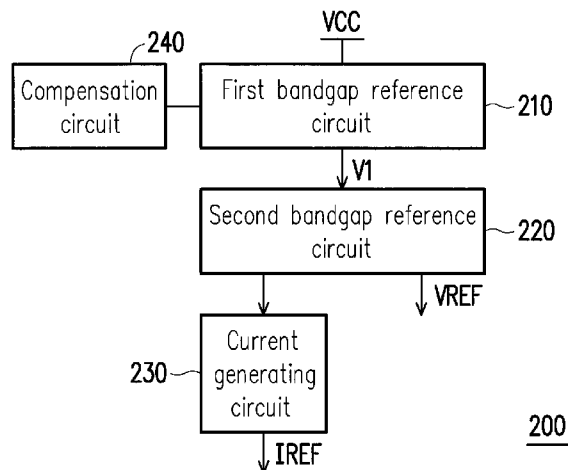 VCC
240
Compensation
circuit
First bandgap reference
circuit
210
V1
Second bandgap reference
circuit
220
VREF
230
Current
generating
circuit
IREF
200